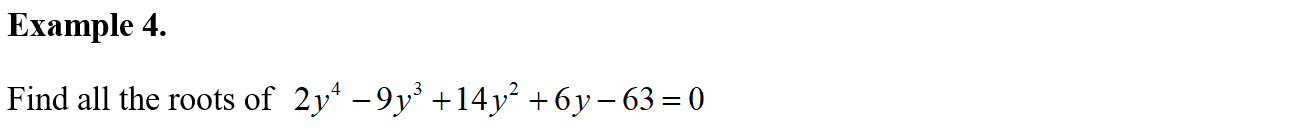 Example 4.
Find all the roots of 2y⁴ − 9y³ + 14y² + 6y − 63 = 0